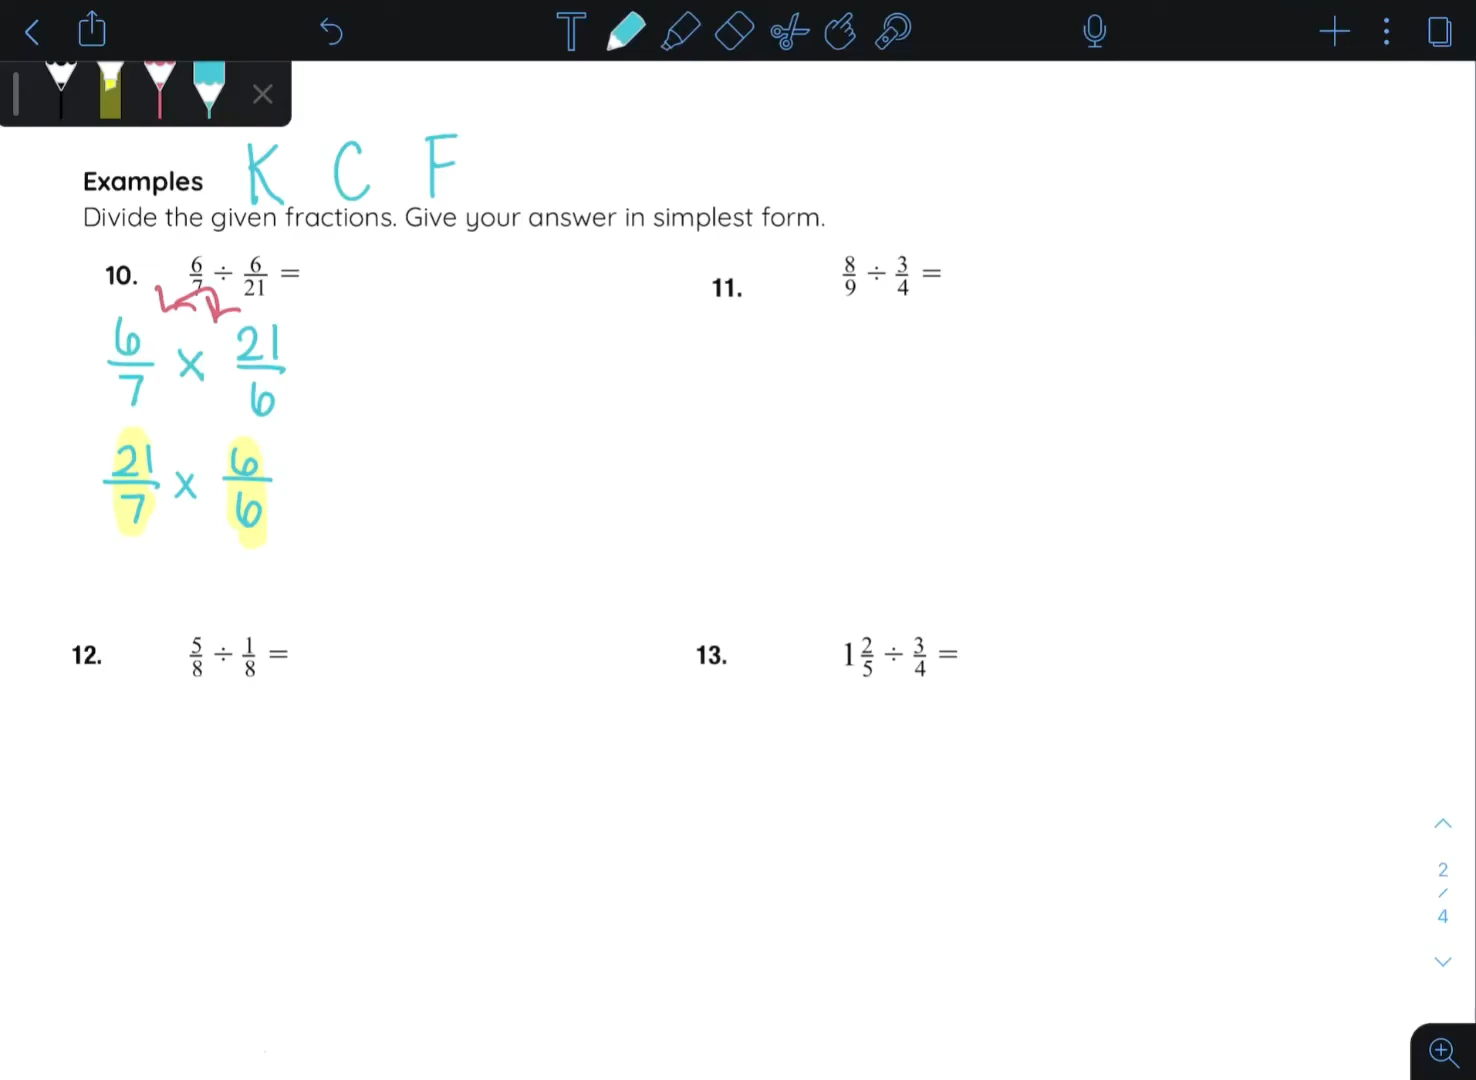 K C F
Examples
Divide the given fractions. Give your answer in simplest form.
10. 6/7 ÷ 6/21 =
11. 8/9 ÷ 3/4 =
6/7 x 21/6
21/7 x 6/6
12. 5/8 ÷ 1/8 =
13. 1 2/5 ÷ 3/4 =
2
/
4